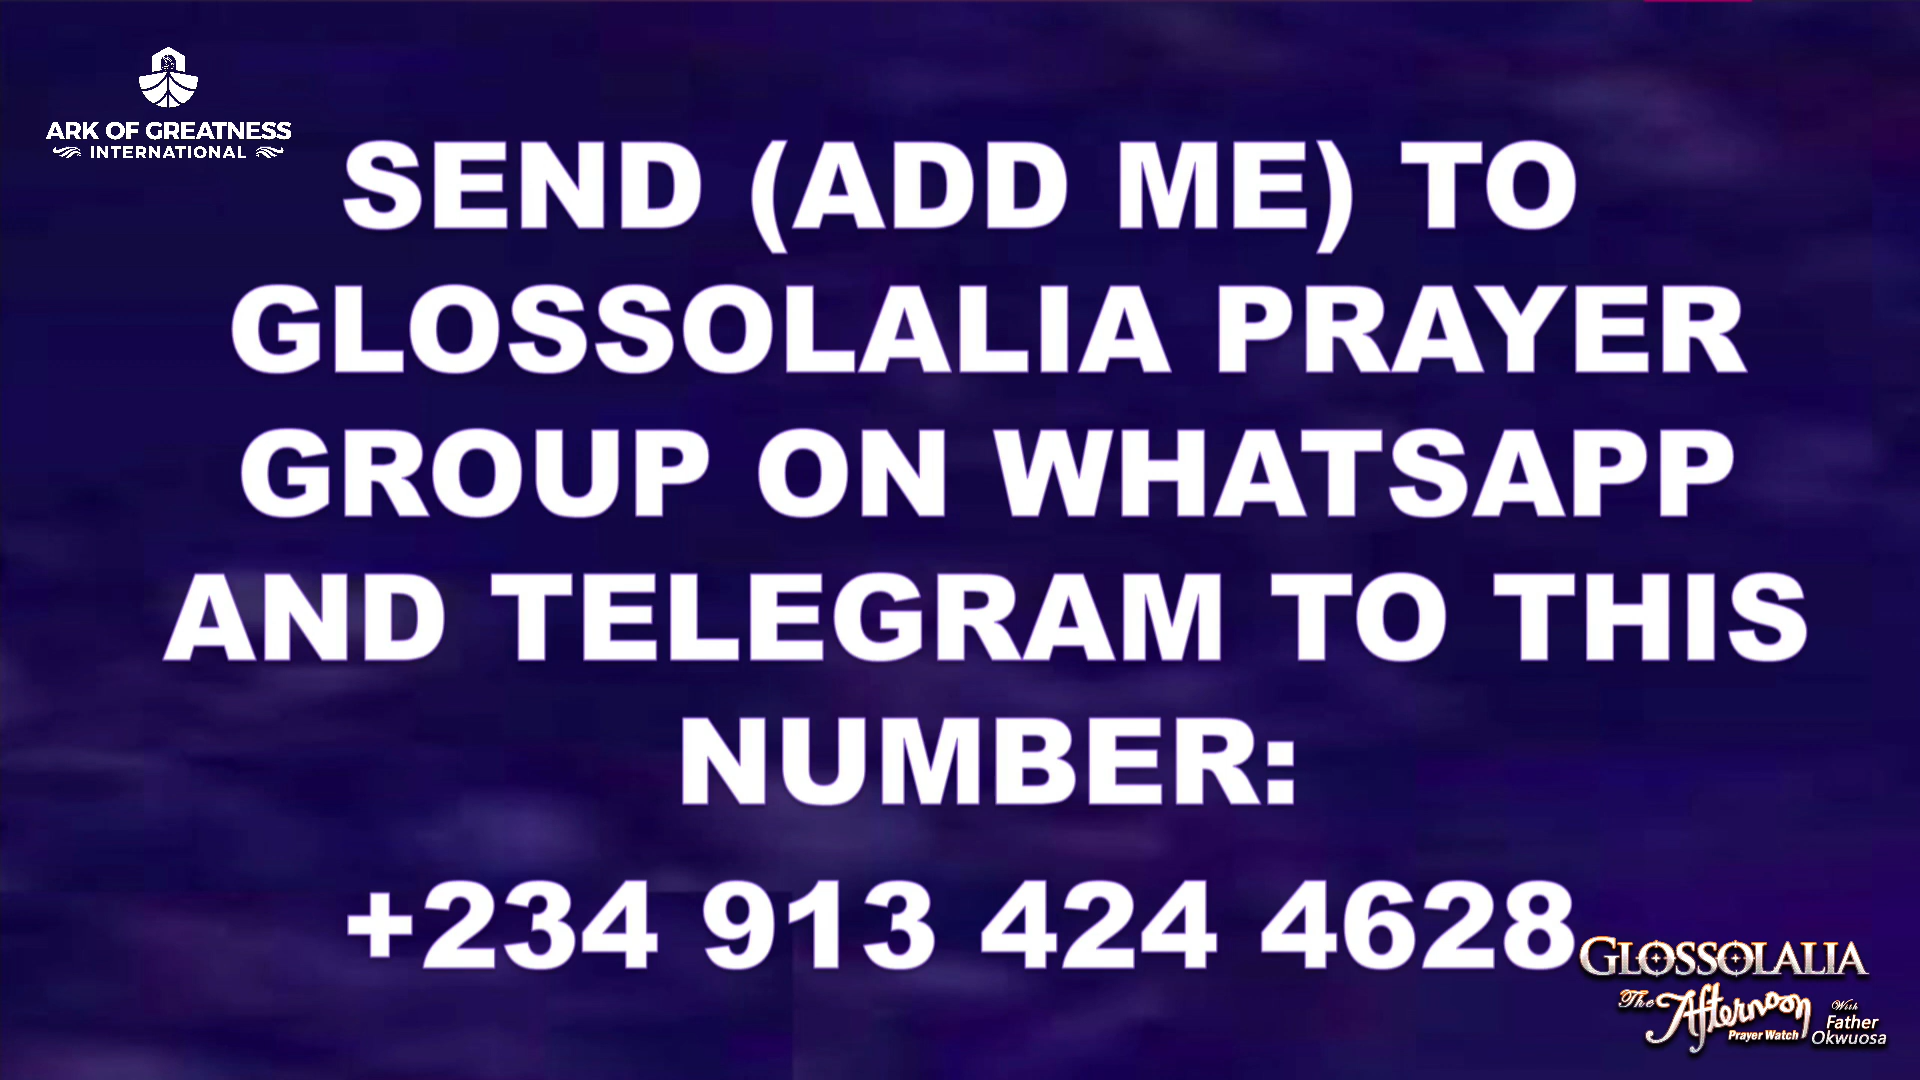 ARK OF GREATNESS
INTERNATIONAL
SEND (ADD ME) TO
GLOSSOLALIA PRAYER
GROUP ON WHATSAPP
AND TELEGRAM TO THIS
NUMBER:
+234 913 424 4628
GLOSSOLALIA
The Afternoon
Prayer Watch
With
Father
Okwuosa